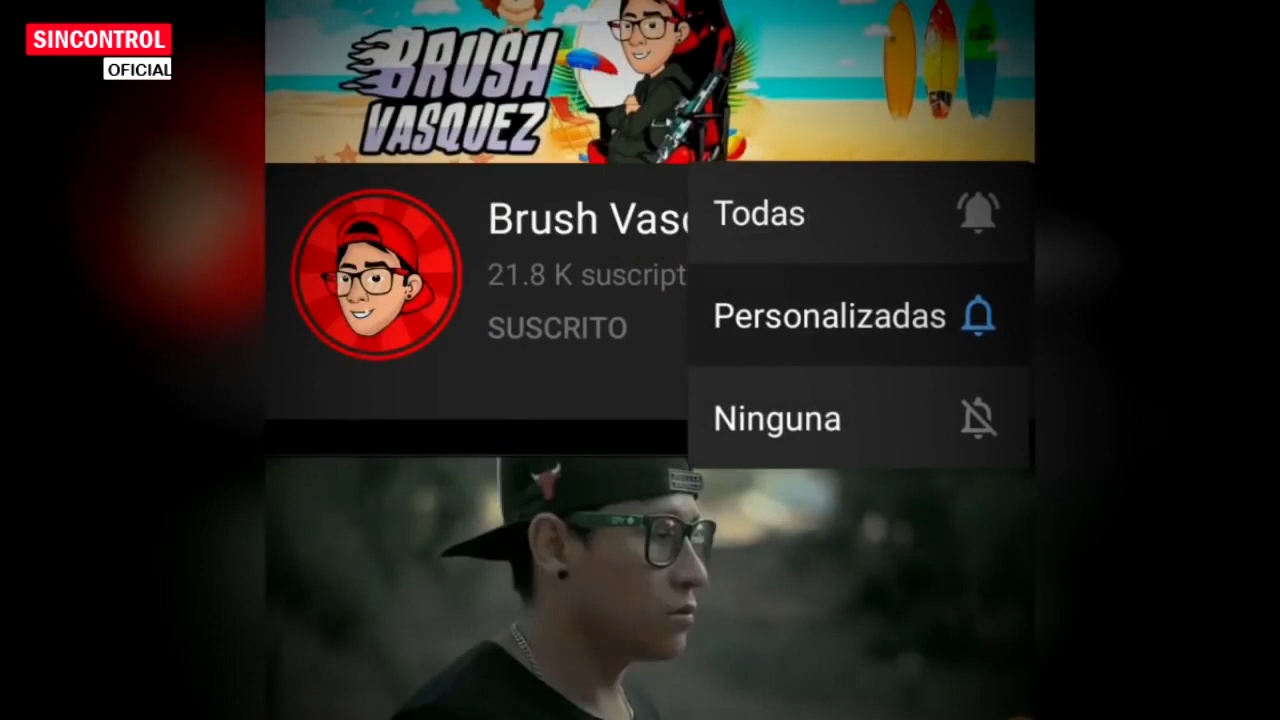 SINCONTROL
OFICIAL
BRUSH
VASQUEZ
Brush Vasc
21.8 K suscript
SUSCRITO
Todas
Personalizadas
Ninguna